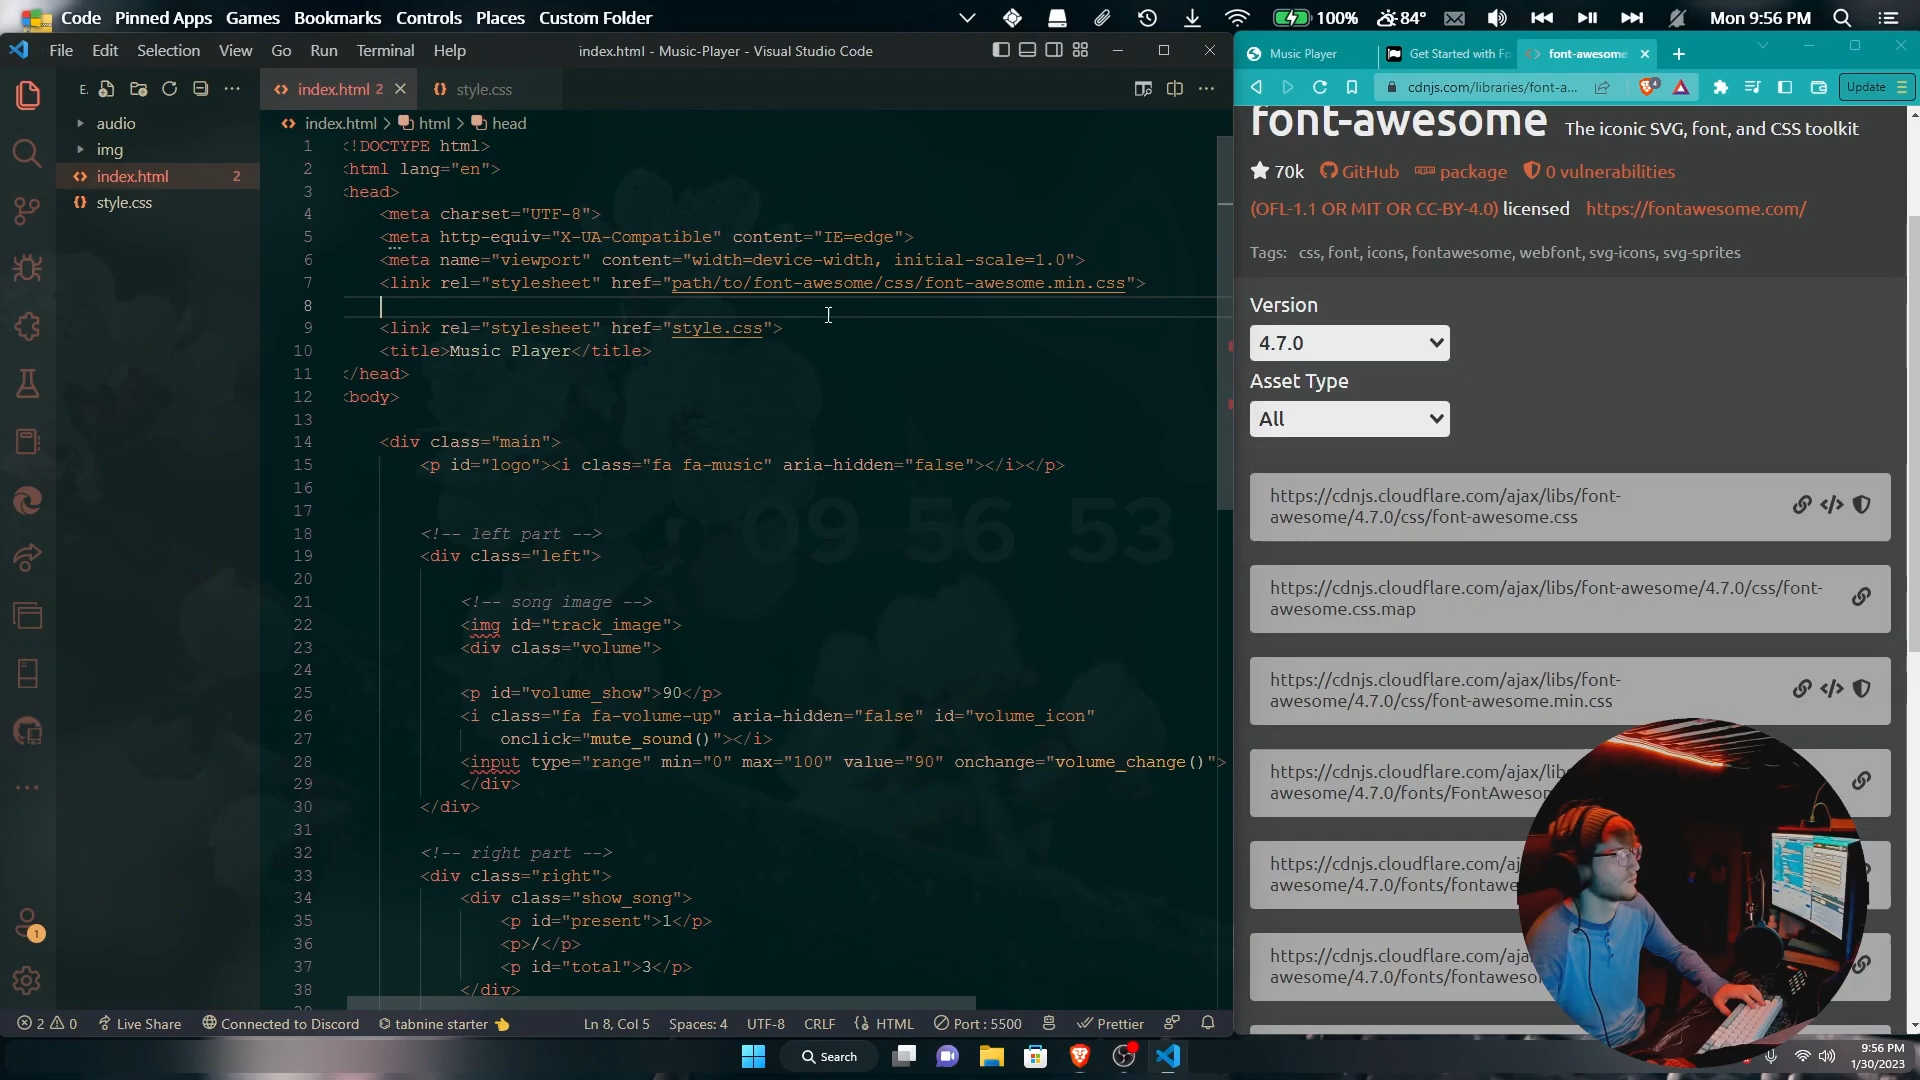 Code Pinned Apps Games Bookmarks Controls Places Custom Folder
100% 84° Mon 9:56 PM
File Edit Selection View Go Run Terminal Help
index.html - Music-Player - Visual Studio Code
E.
index.html 2
style.css
audio
img
index.html 2
style.css
index.html > html > head
1 <!DOCTYPE html>
2 <html lang="en">
3 <head>
4 <meta charset="UTF-8">
5 <meta http-equiv="X-UA-Compatible" content="IE=edge">
6 <meta name="viewport" content="width=device-width, initial-scale=1.0">
7 <link rel="stylesheet" href="path/to/font-awesome/css/font-awesome.min.css">
8
9 <link rel="stylesheet" href="style.css">
10 <title>Music Player</title>
11 </head>
12 <body>
13
14 <div class="main">
15 <p id="logo"><i class="fa fa-music" aria-hidden="false"></i></p>
16
17
18 <!-- left part -->
19 <div class="left">
20
21 <!-- song image -->
22 <img id="track_image">
23 <div class="volume">
24
25 <p id="volume_show">90</p>
26 <i class="fa fa-volume-up" aria-hidden="false" id="volume_icon"
27 onclick="mute_sound()"></i>
28 <input type="range" min="0" max="100" value="90" onchange="volume_change()">
29 </div>
30 </div>
31
32 <!-- right part -->
33 <div class="right">
34 <div class="show_song">
35 <p id="present">1</p>
36 <p>/</p>
37 <p id="total">3</p>
38 </div>
09 56 53
1
2 0 Live Share Connected to Discord tabnine starter Ln 8, Col 5 Spaces: 4 UTF-8 CRLF HTML Port : 5500 Prettier
Music Player
Get Started with Fo
font-awesome
cdnjs.com/libraries/font-a...
4
Update
font-awesome The iconic SVG, font, and CSS toolkit
70k GitHub package 0 vulnerabilities
(OFL-1.1 OR MIT OR CC-BY-4.0) licensed https://fontawesome.com/
Tags: css, font, icons, fontawesome, webfont, svg-icons, svg-sprites
Version
4.7.0
Asset Type
All
https://cdnjs.cloudflare.com/ajax/libs/font-
awesome/4.7.0/css/font-awesome.css
https://cdnjs.cloudflare.com/ajax/libs/font-awesome/4.7.0/css/font-
awesome.css.map
https://cdnjs.cloudflare.com/ajax/libs/font-
awesome/4.7.0/css/font-awesome.min.css
https://cdnjs.cloudflare.com/ajax/lib
awesome/4.7.0/fonts/FontAwesom
https://cdnjs.cloudflare.com/aj
awesome/4.7.0/fonts/fontawe
https://cdnjs.cloudflare.com/aja
awesome/4.7.0/fonts/fontaweso
Search
9:56 PM
1/30/2023